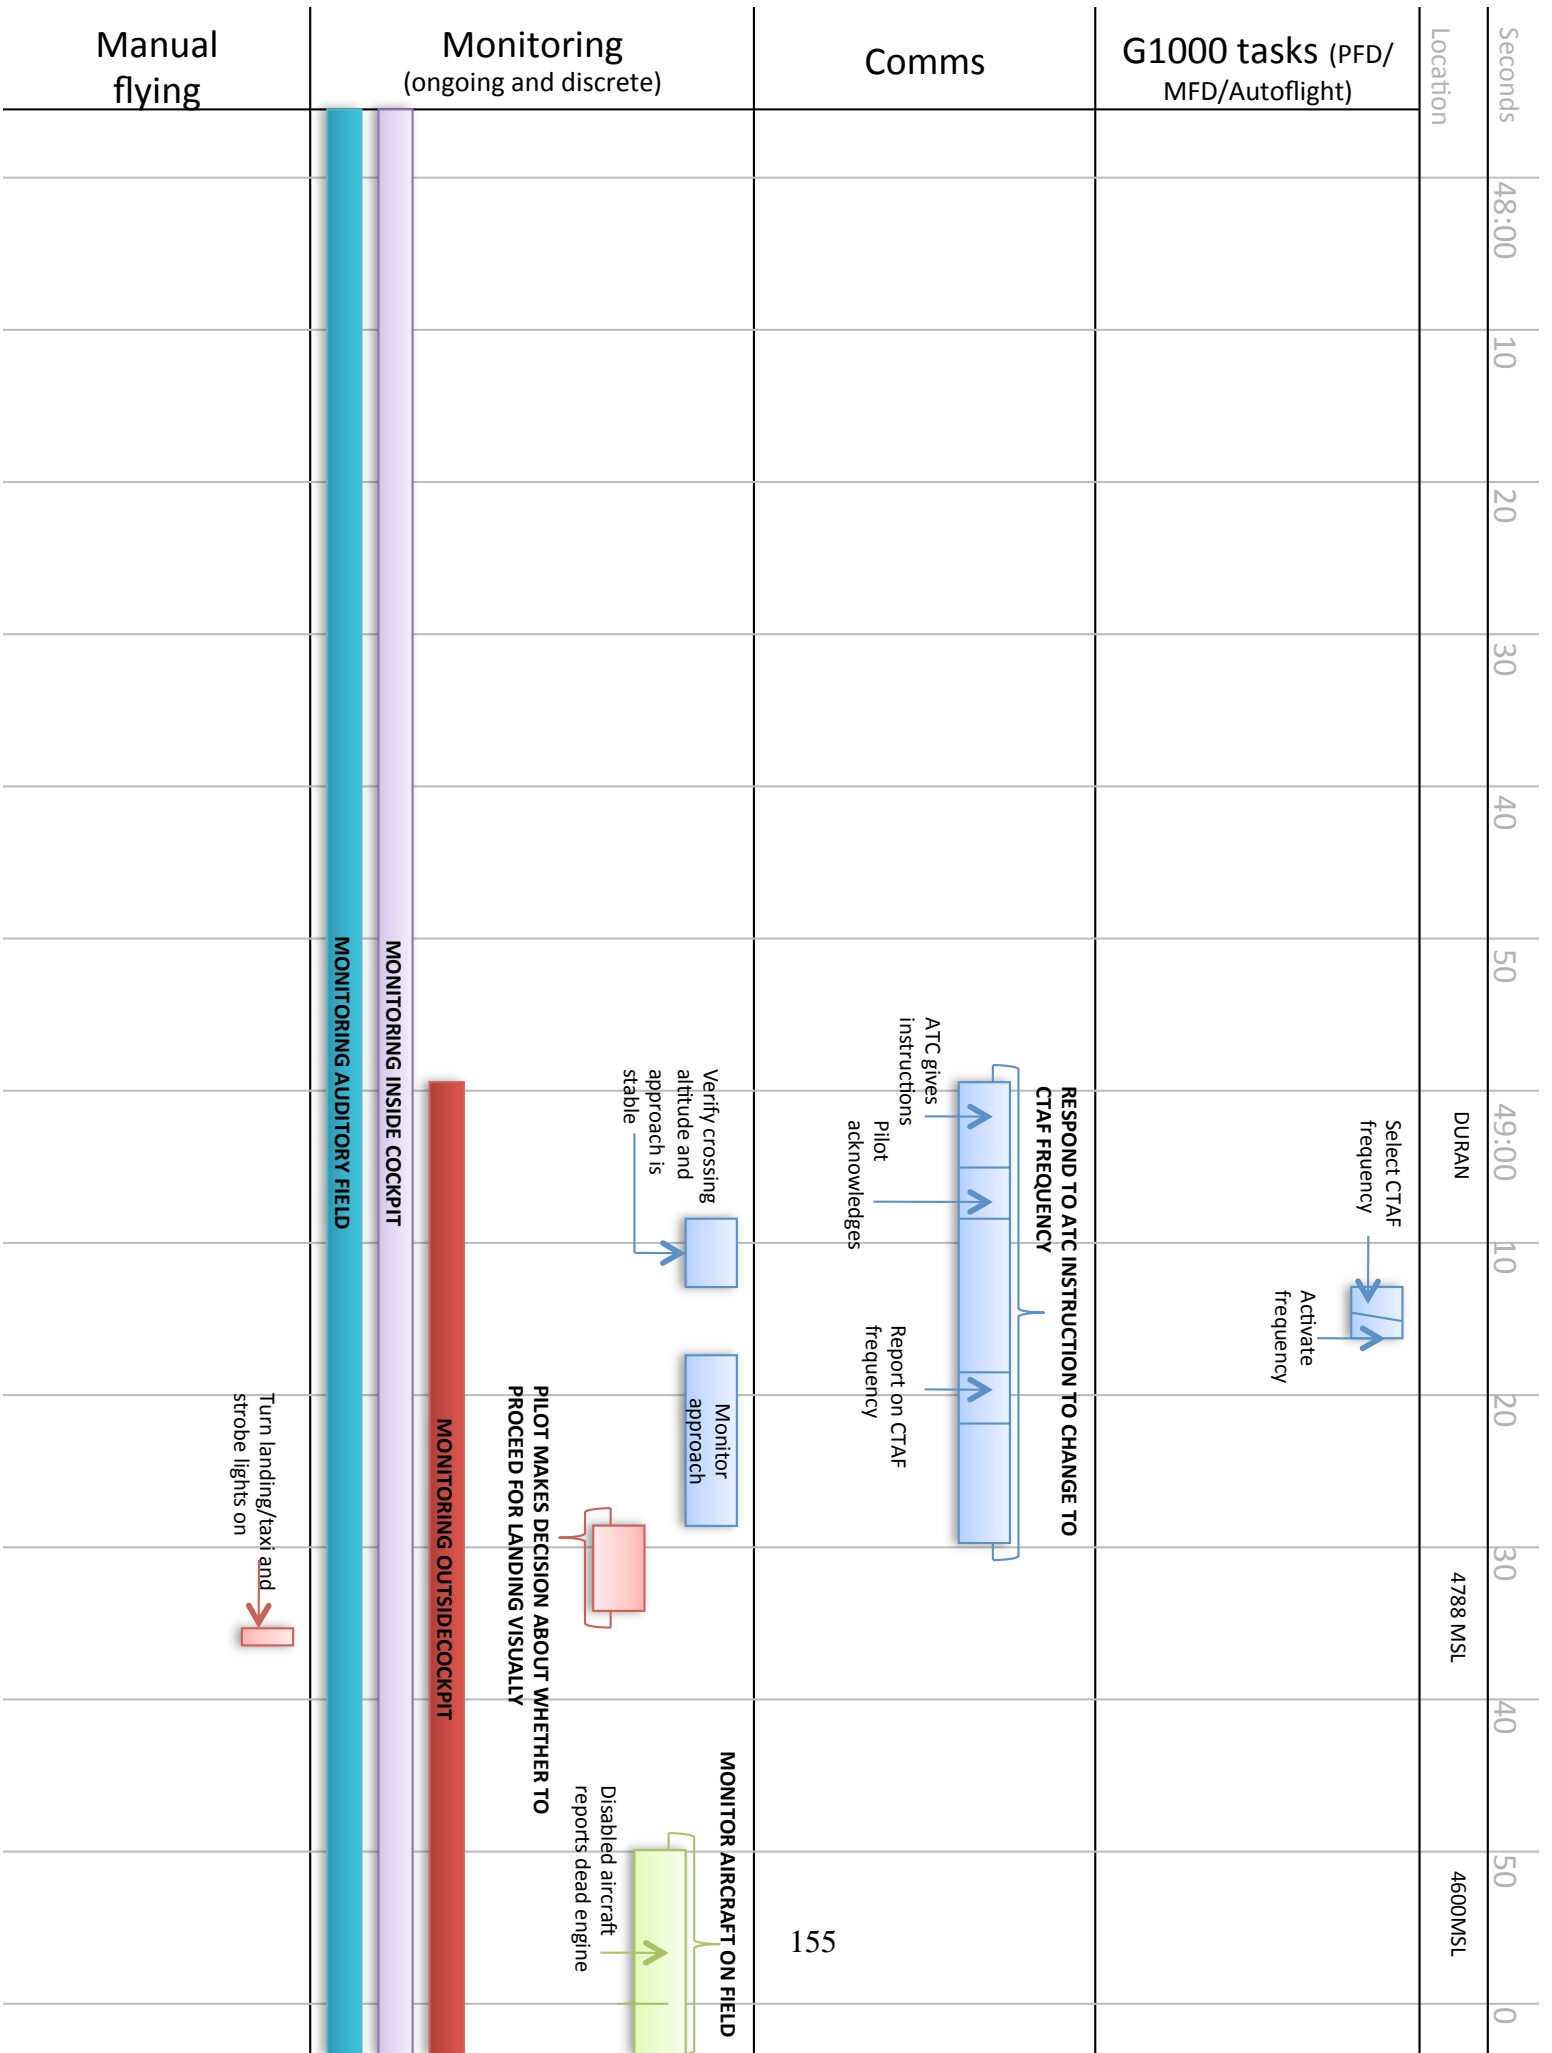 Manual
flying
Monitoring
(ongoing and discrete)
Comms
G1000 tasks (PFD/
MFD/Autoflight)
Location
Seconds
48:00
10
20
30
40
50
49:00
10
20
30
40
50
0
DURAN
4788 MSL
4600MSL
Select CTAF
frequency
Activate
frequency
RESPOND TO ATC INSTRUCTION TO CHANGE TO
CTAF FREQUENCY
ATC gives
instructions
Pilot
acknowledges
Report on CTAF
frequency
Verify crossing
altitude and
approach is
stable
Monitor
approach
PILOT MAKES DECISION ABOUT WHETHER TO
PROCEED FOR LANDING VISUALLY
MONITOR AIRCRAFT ON FIELD
Disabled aircraft
reports dead engine
MONITORING OUTSIDECOCKPIT
MONITORING INSIDE COCKPIT
MONITORING AUDITORY FIELD
Turn landing/taxi and
strobe lights on
155